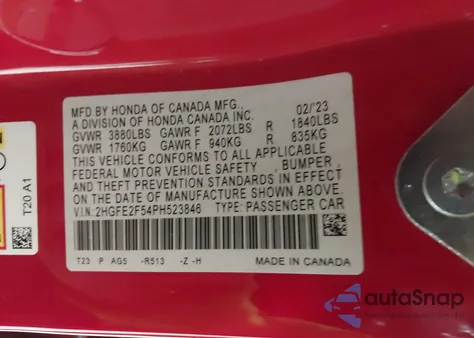 MFD BY HONDA OF CANADA MFG., 02/'23
A DIVISION OF HONDA CANADA INC.
GVWR 3880LBS GAWR F 2072LBS R 1840LBS
GVWR 1760KG GAWR F 940KG R 835KG
THIS VEHICLE CONFORMS TO ALL APPLICABLE
FEDERAL MOTOR VEHICLE SAFETY, BUMPER,
AND THEFT PREVENTION STANDARDS IN EFFECT
ON THE DATE OF MANUFACTURE SHOWN ABOVE.
V.I.N:2HGFE2F54PH523846 TYPE: PASSENGER CAR
T23 P AGS -R513 -Z -H MADE IN CANADA
T20 A1
autaSnap